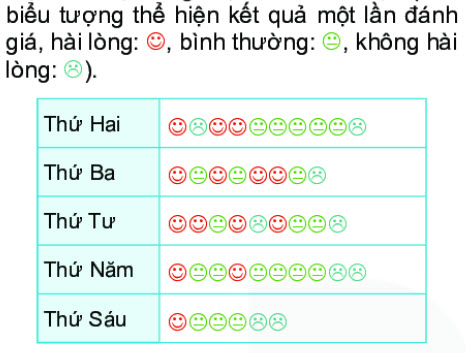 biểu tượng thể hiện kết quả một lần đánh
giá, hài lòng: ☺, bình thường: 😐, không hài
lòng: ☹).
Thứ Hai
Thứ Ba
Thứ Tư
Thứ Năm
Thứ Sáu